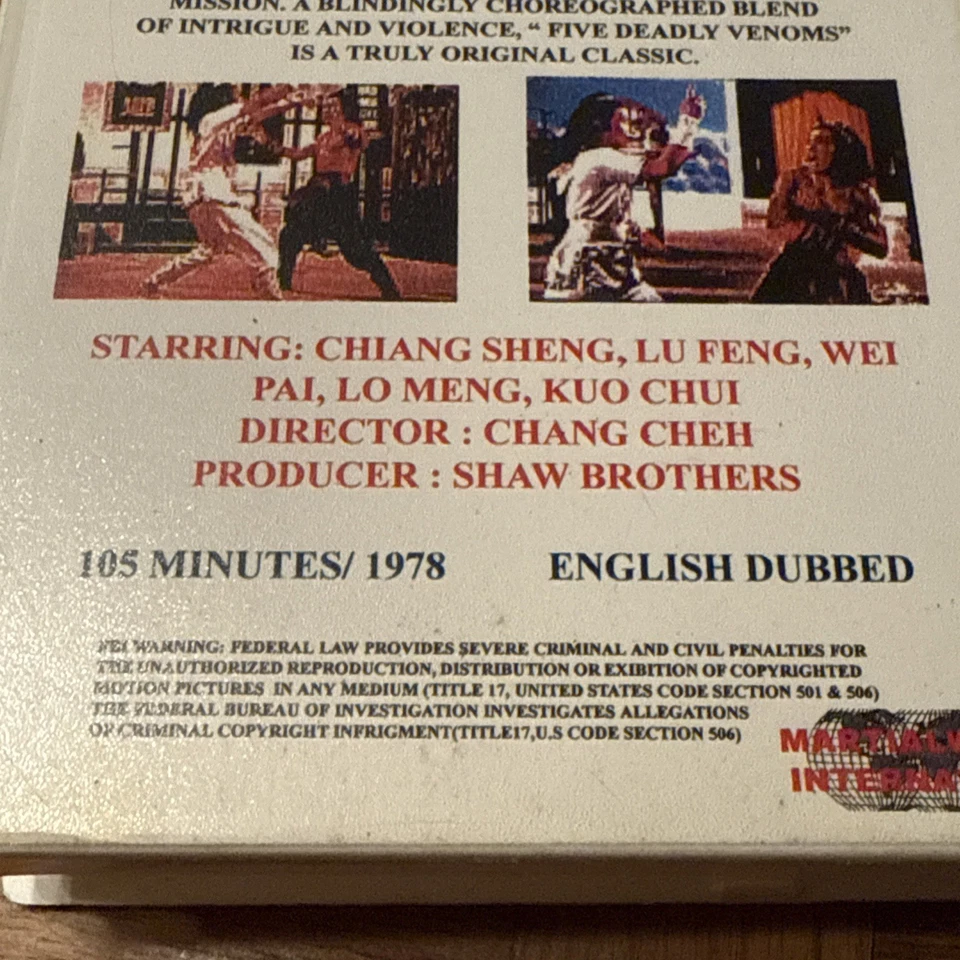 MISSION. A BLINDINGLY CHOREOGRAPHED BLEND
OF INTRIGUE AND VIOLENCE, “ FIVE DEADLY VENOMS”
IS A TRULY ORIGINAL CLASSIC.
STARRING: CHIANG SHENG, LU FENG, WEI
PAI, LO MENG, KUO CHUI
DIRECTOR : CHANG CHEH
PRODUCER : SHAW BROTHERS
105 MINUTES/ 1978 ENGLISH DUBBED
FBI WARNING: FEDERAL LAW PROVIDES SEVERE CRIMINAL AND CIVIL PENALTIES FOR
THE UNAUTHORIZED REPRODUCTION, DISTRIBUTION OR EXIBITION OF COPYRIGHTED
MOTION PICTURES IN ANY MEDIUM (TITLE 17, UNITED STATES CODE SECTION 501 & 506)
THE FEDERAL BUREAU OF INVESTIGATION INVESTIGATES ALLEGATIONS
OF CRIMINAL COPYRIGHT INFRIGMENT(TITLE17,U.S CODE SECTION 506)
MARTIAL